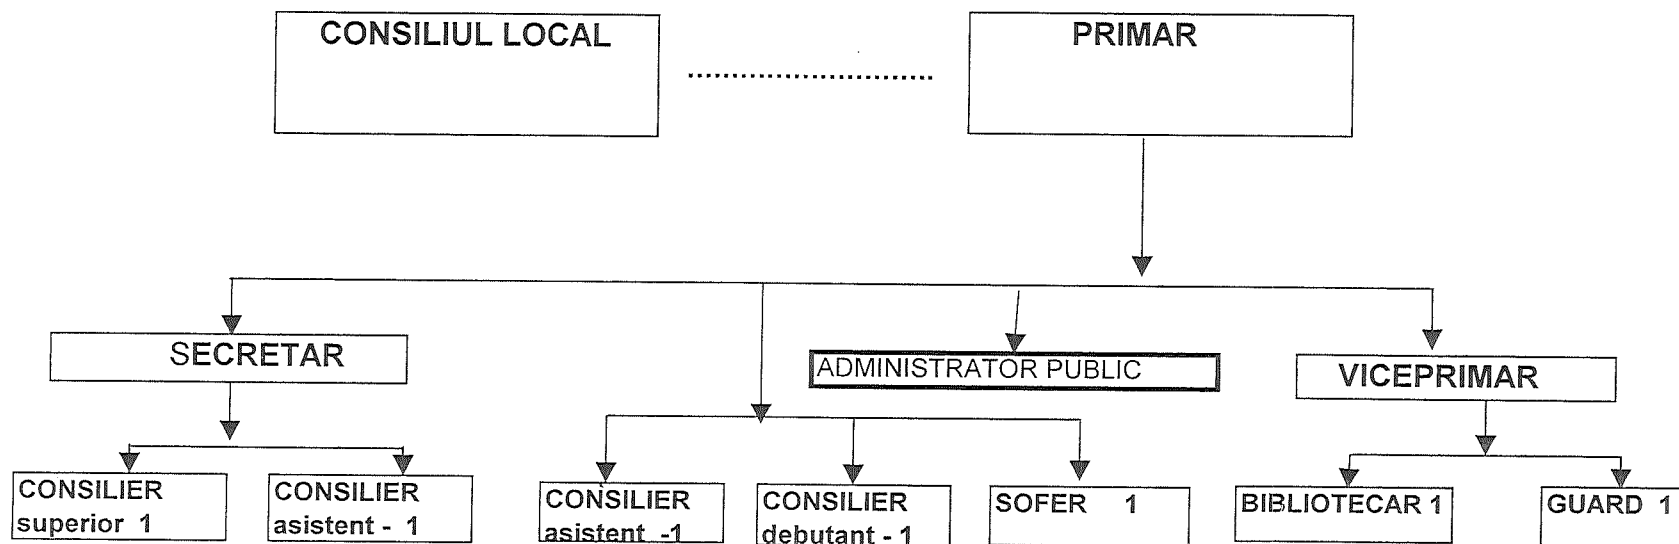 CONSILIUL LOCAL
PRIMAR
SECRETAR
ADMINISTRATOR PUBLIC
VICEPRIMAR
CONSILIER
superior 1
CONSILIER
asistent - 1
CONSILIER
asistent -1
CONSILIER
debutant - 1
SOFER 1
BIBLIOTECAR 1
GUARD 1